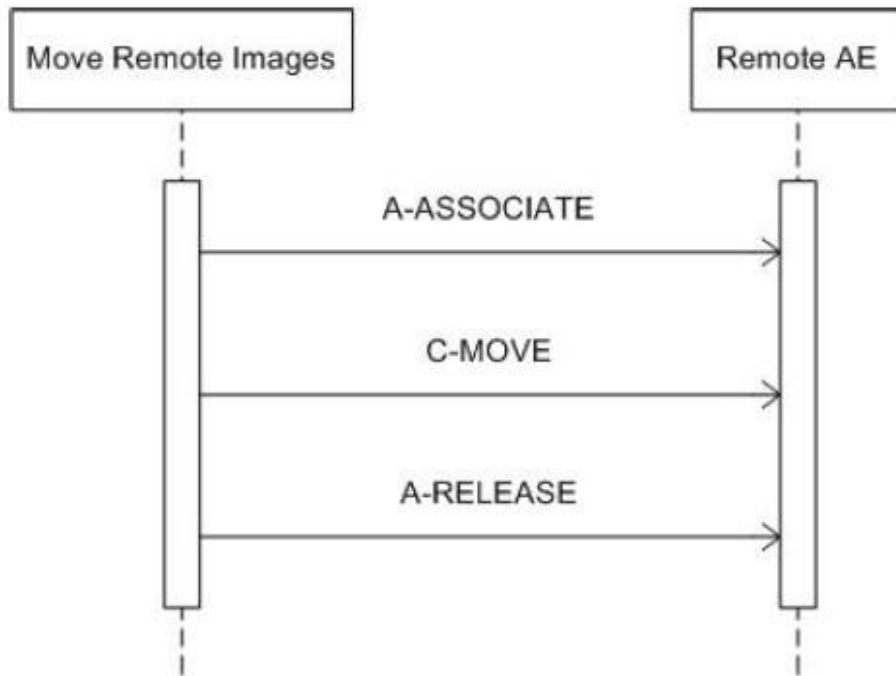 Move Remote Images
Remote AE
A-ASSOCIATE
C-MOVE
A-RELEASE